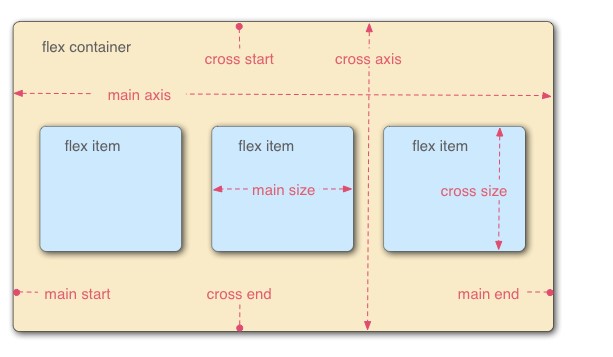 flex container
cross start
cross axis
main axis
flex item
flex item
flex item
main size
cross size
main start
cross end
main end